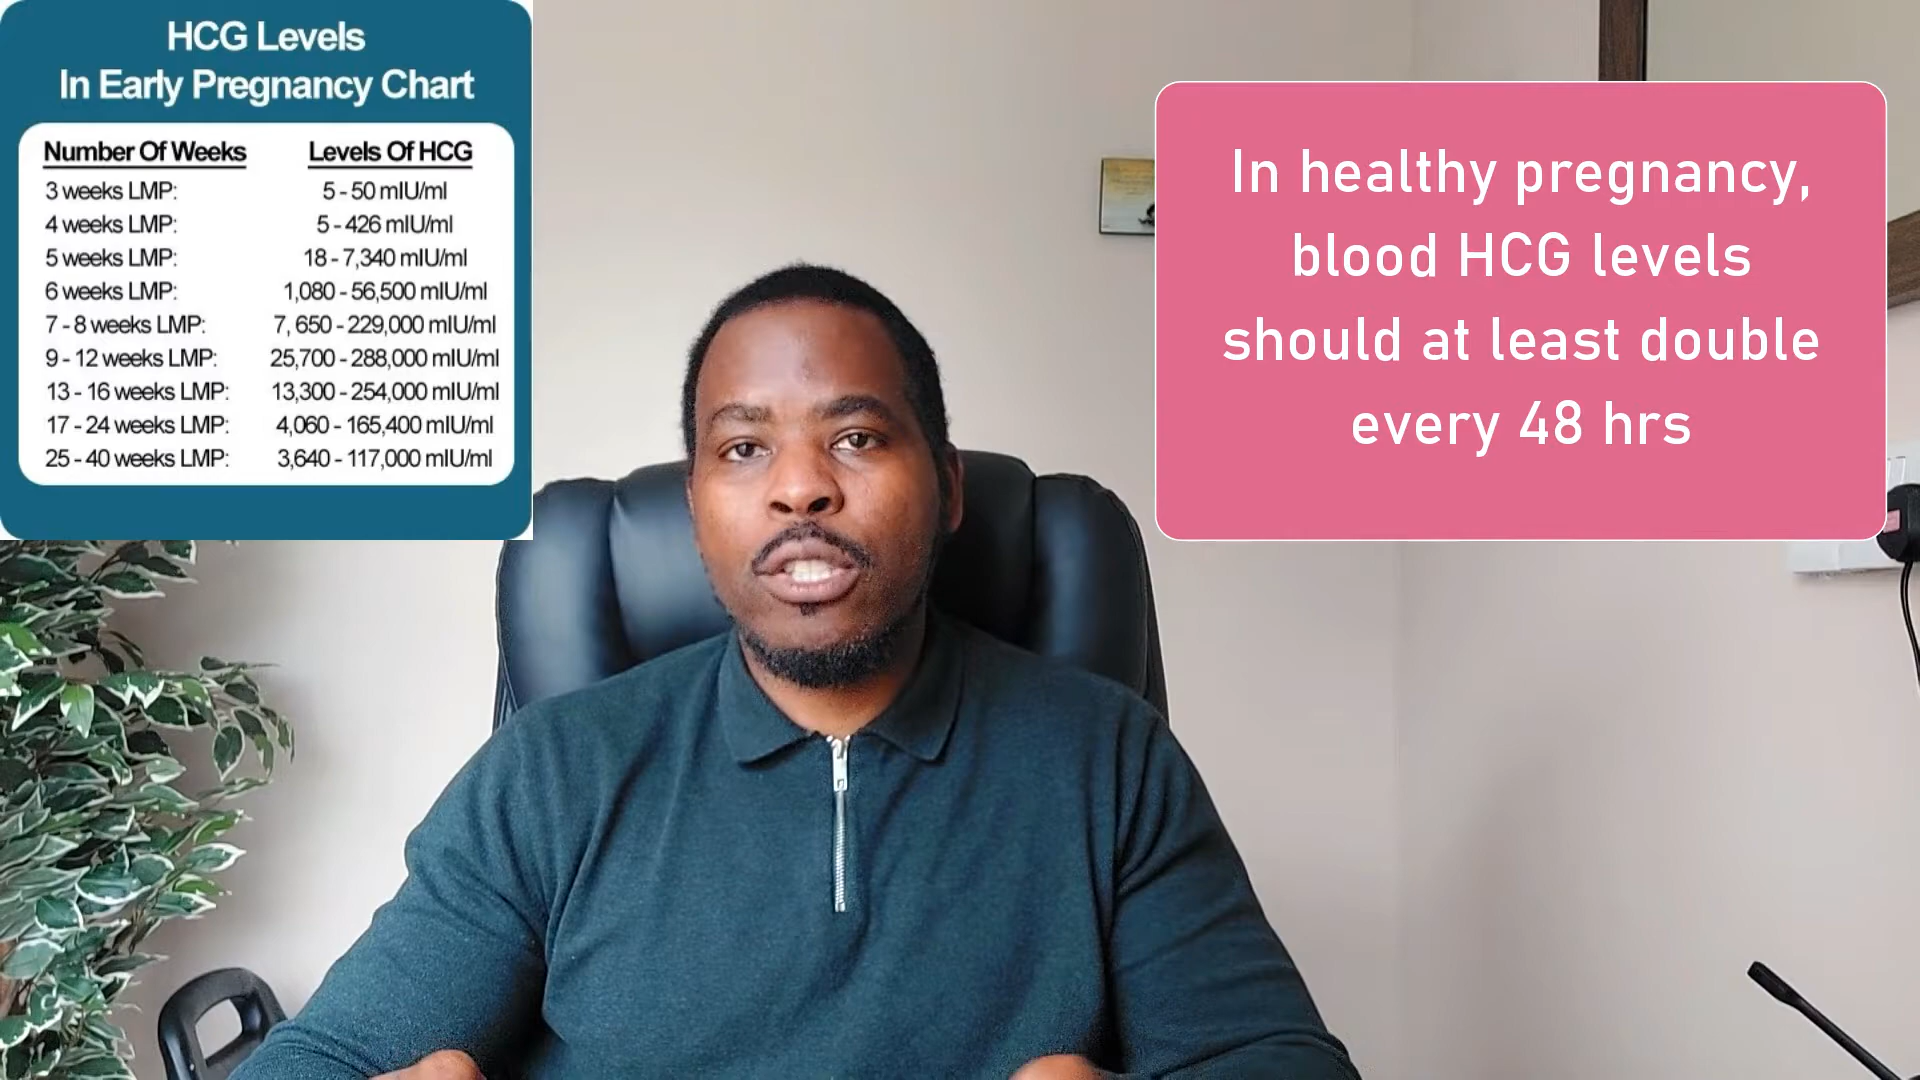 HCG Levels
In Early Pregnancy Chart
Number Of Weeks Levels Of HCG
3 weeks LMP: 5 - 50 mIU/ml
4 weeks LMP: 5 - 426 mIU/ml
5 weeks LMP: 18 - 7,340 mIU/ml
6 weeks LMP: 1,080 - 56,500 mIU/ml
7 - 8 weeks LMP: 7, 650 - 229,000 mIU/ml
9 - 12 weeks LMP: 25,700 - 288,000 mIU/ml
13 - 16 weeks LMP: 13,300 - 254,000 mIU/ml
17 - 24 weeks LMP: 4,060 - 165,400 mIU/ml
25 - 40 weeks LMP: 3,640 - 117,000 mIU/ml
In healthy pregnancy,
blood HCG levels
should at least double
every 48 hrs